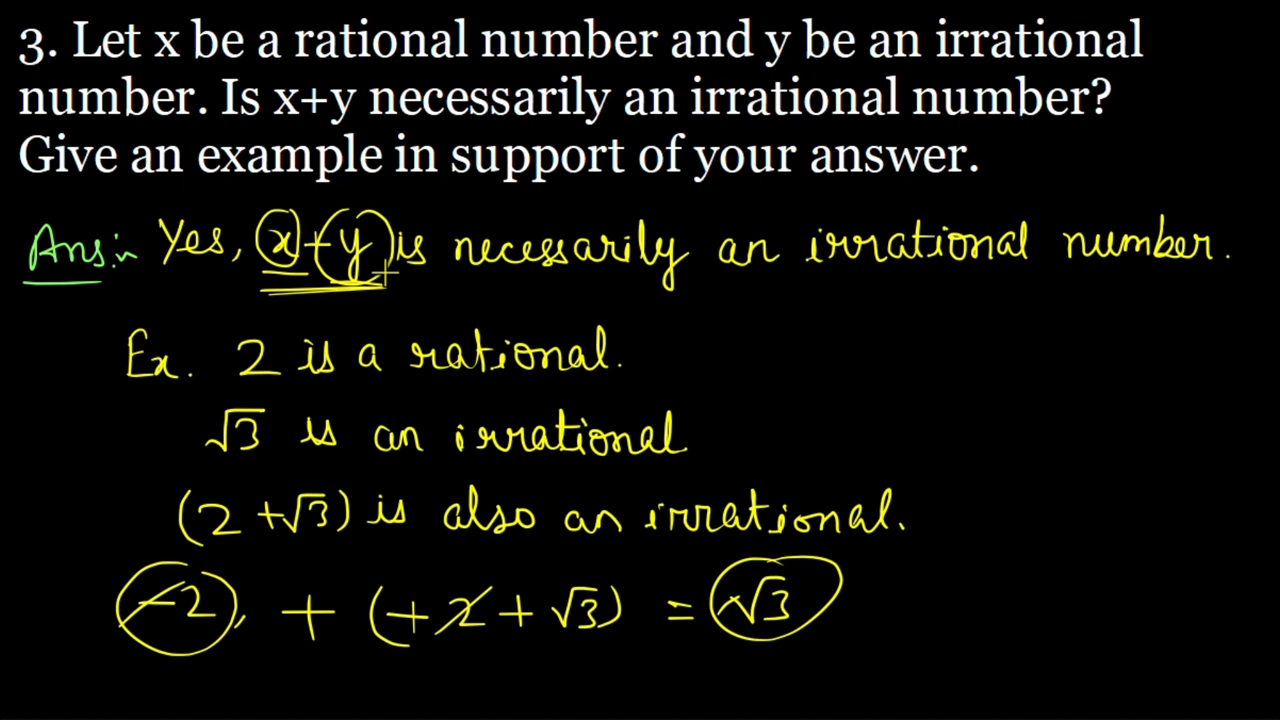 3. Let x be a rational number and y be an irrational
number. Is x+y necessarily an irrational number?
Give an example in support of your answer.
Ans:- Yes, x+y is necessarily an irrational number.
Ex. 2 is a rational.
√3 is an irrational
(2+√3) is also an irrational.
-2, + (+2+√3) = √3